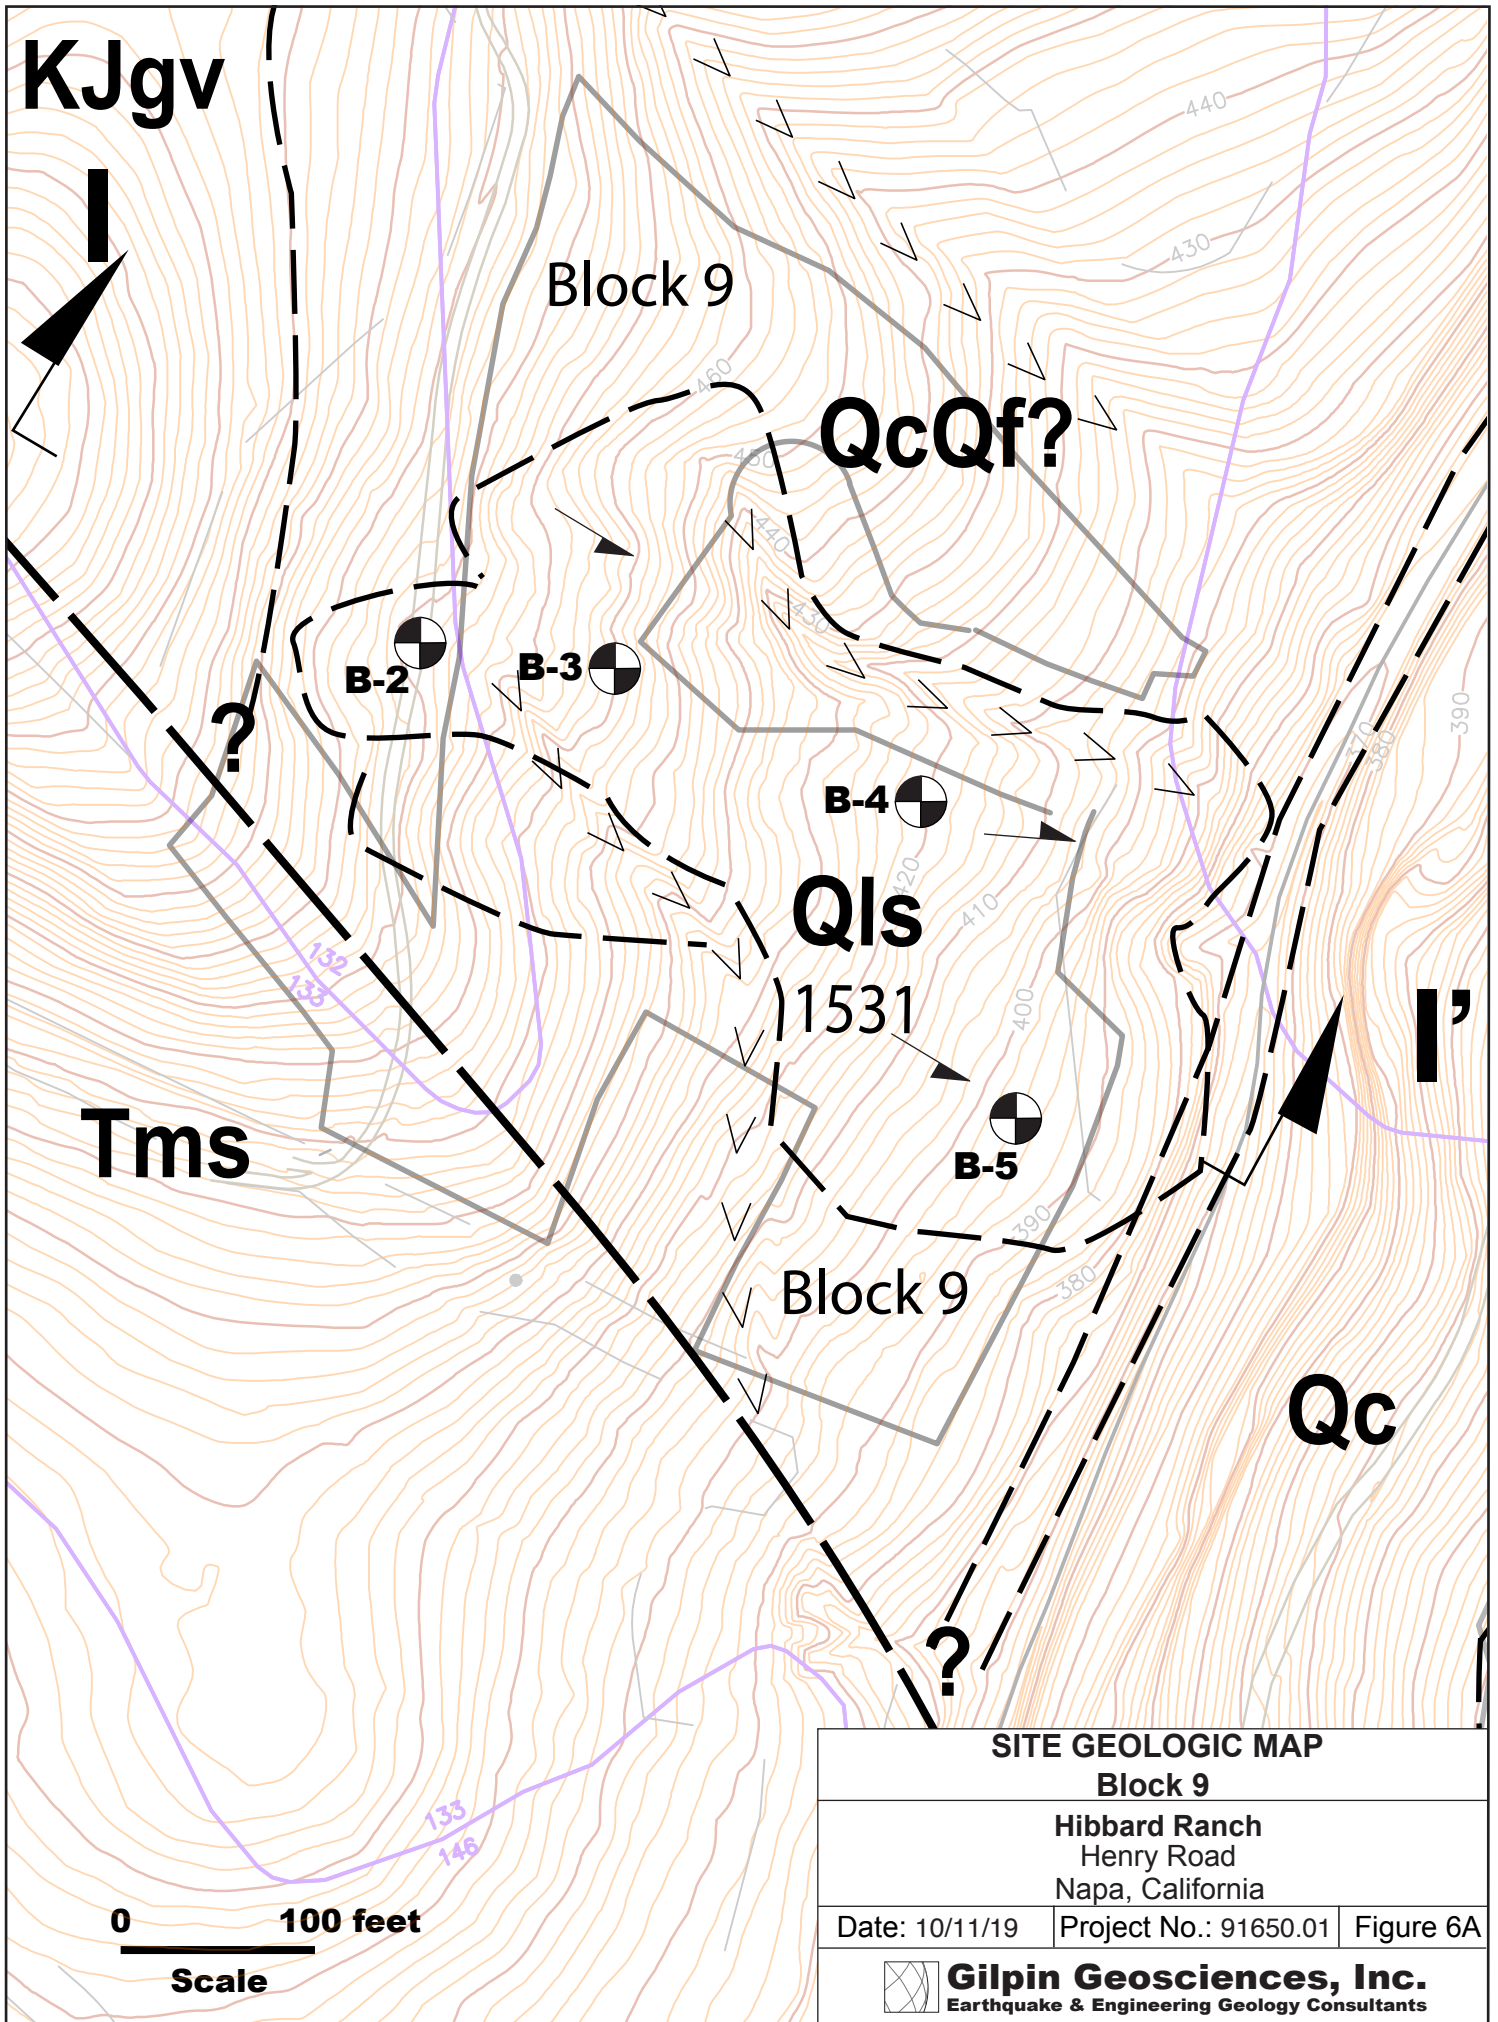 KJgv
I
440
430
Block 9
460
QcQf?
450
440
430
B-2
B-3
?
390
370
380
B-4
420
Qls
410
132
133
1531
400
I'
Tms
B-5
390
380
Block 9
Qc
?
SITE GEOLOGIC MAP
Block 9
Hibbard Ranch
Henry Road
Napa, California
133
146
0 100 feet
Scale
Date: 10/11/19 Project No.: 91650.01 Figure 6A
Gilpin Geosciences, Inc.
Earthquake & Engineering Geology Consultants